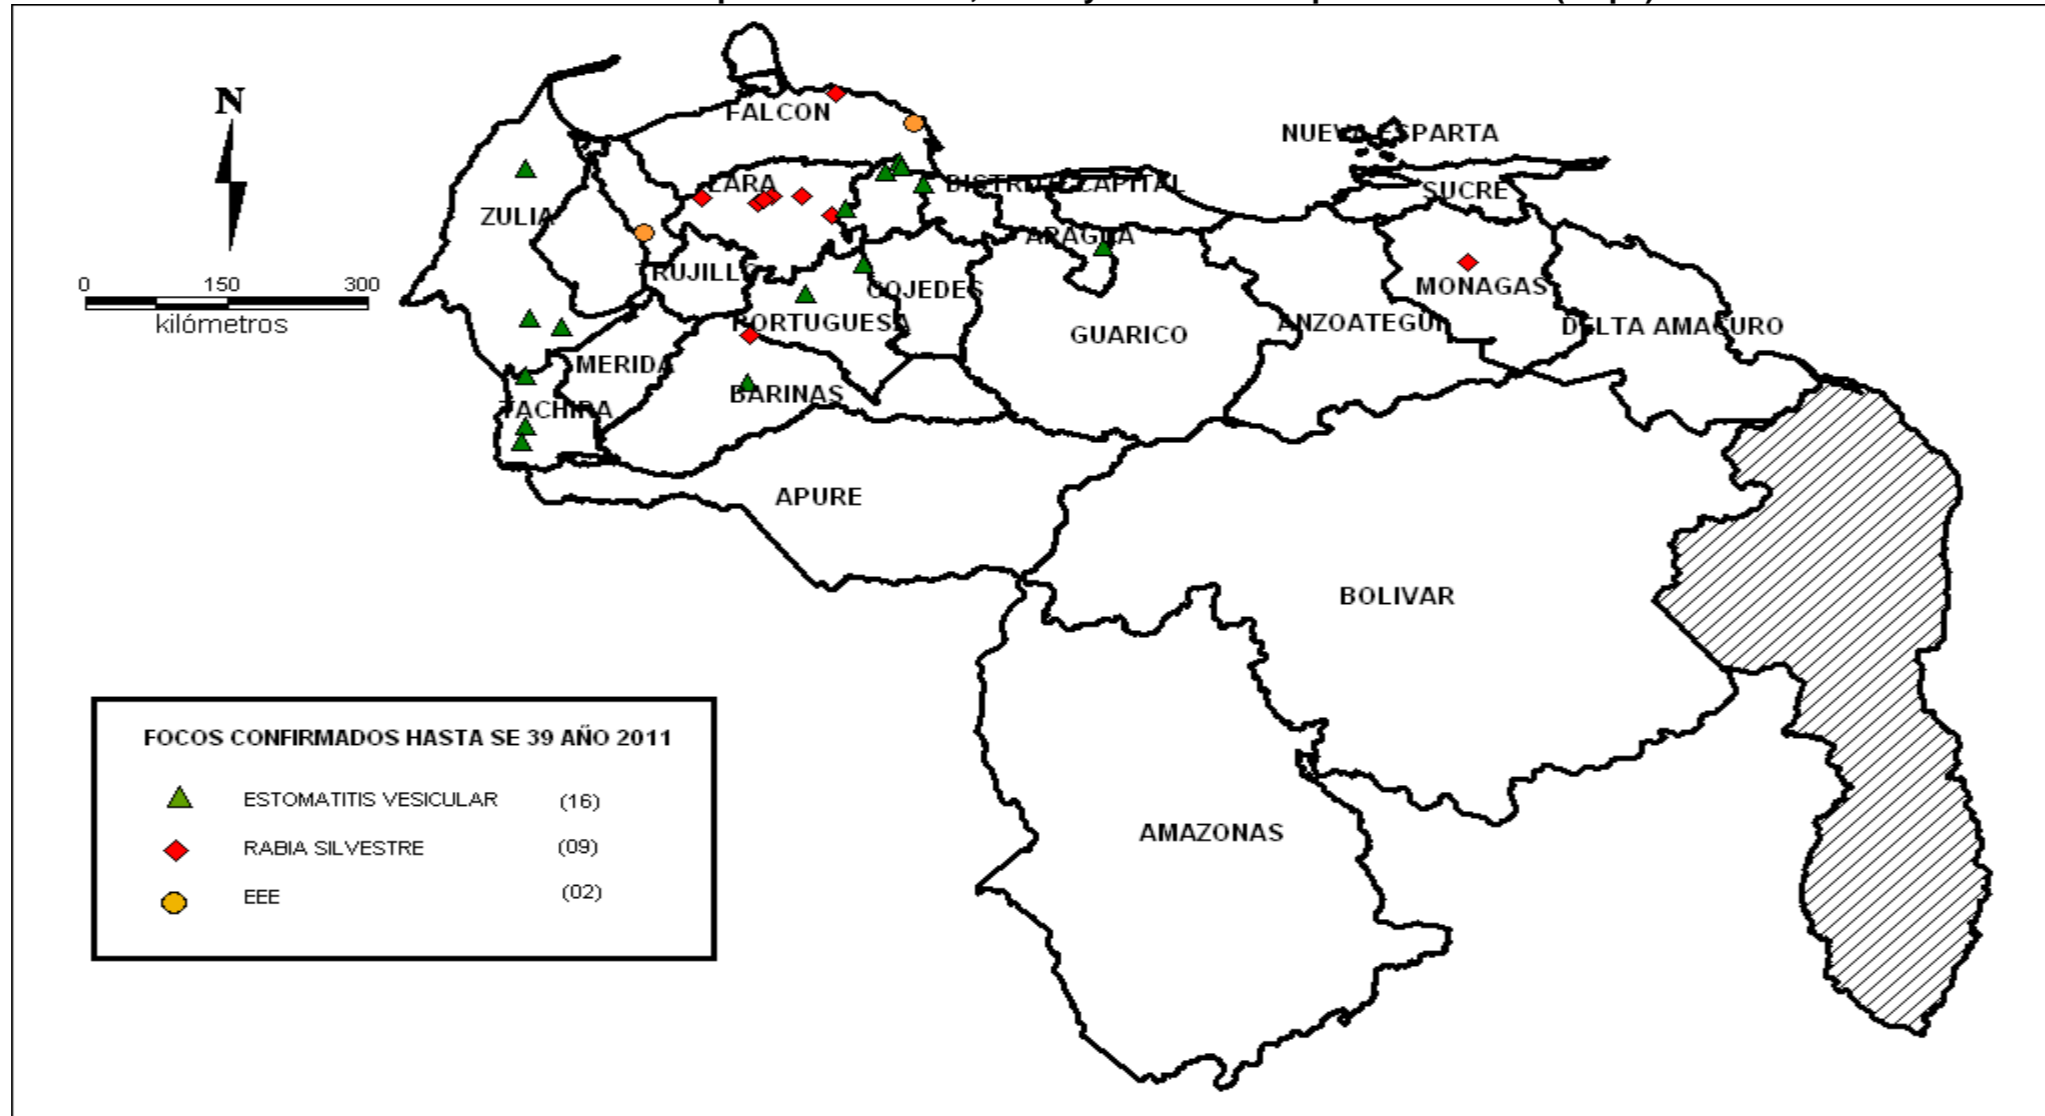 N
0 150 300
kilómetros
FALCON
NUEVA ESPARTA
LARA
DISTRITO CAPITAL
SUCRE
ZULIA
ARAGUA
TRUJILLO
COJEDES
MONAGAS
PORTUGUESA
GUARICO
ANZOATEGUI
DELTA AMACURO
MERIDA
BARINAS
TACHIRA
APURE
BOLIVAR
AMAZONAS
FOCOS CONFIRMADOS HASTA SE 39 AÑO 2011
ESTOMATITIS VESICULAR (16)
RABIA SILVESTRE (09)
EEE (02)